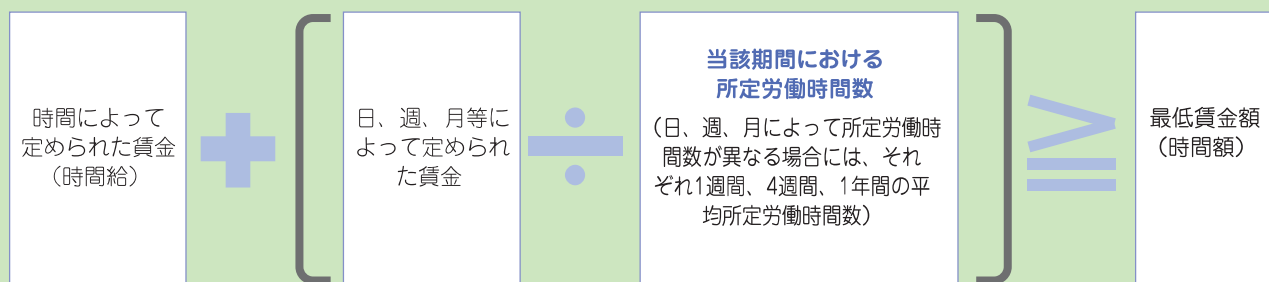 時間によって
定められた賃金
（時間給）
日、週、月等に
よって定められ
た賃金
÷
当該期間における
所定労働時間数
（日、週、月によって所定労働時
間数が異なる場合には、それ
ぞれ1週間、4週間、1年間の平
均所定労働時間数）
≧
最低賃金額
（時間額）